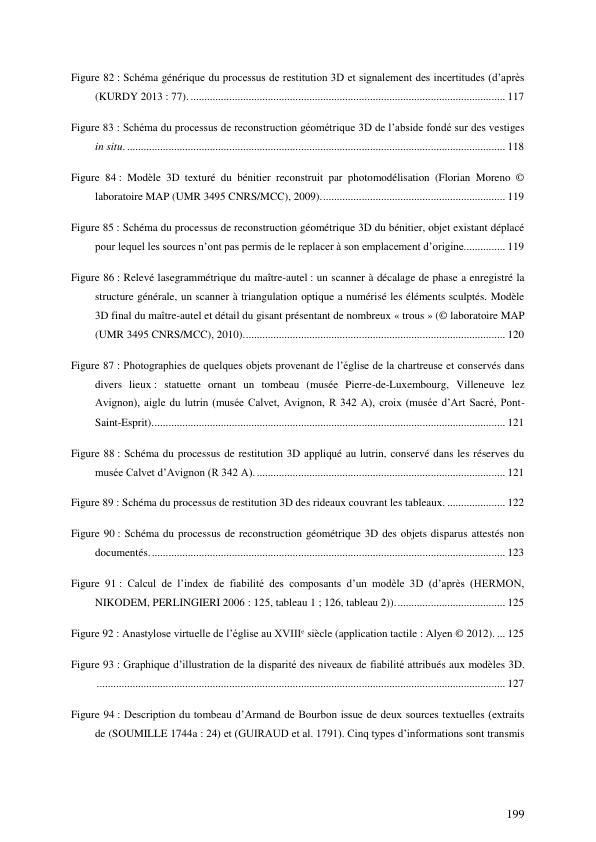 Figure 82 : Schéma générique du processus de restitution 3D et signalement des incertitudes (d'après
(KURDY 2013 : 77). ........................................ 117
Figure 83 : Schéma du processus de reconstruction géométrique 3D de l'abside fondé sur des vestiges
in situ. ........................................ 118
Figure 84 : Modèle 3D texturé du bénitier reconstruit par photomodélisation (Florian Moreno ©
laboratoire MAP (UMR 3495 CNRS/MCC), 2009). ........................................ 119
Figure 85 : Schéma du processus de reconstruction géométrique 3D du bénitier, objet existant déplacé
pour lequel les sources n'ont pas permis de le replacer à son emplacement d'origine. ............... 119
Figure 86 : Relevé lasegrammétrique du maître-autel : un scanner à décalage de phase a enregistré la
structure générale, un scanner à triangulation optique a numérisé les éléments sculptés. Modèle
3D final du maître-autel et détail du gisant présentant de nombreux « trous » (© laboratoire MAP
(UMR 3495 CNRS/MCC), 2010). ........................................ 120
Figure 87 : Photographies de quelques objets provenant de l'église de la chartreuse et conservés dans
divers lieux : statuette ornant un tombeau (musée Pierre-de-Luxembourg, Villeneuve lez
Avignon), aigle du lutrin (musée Calvet, Avignon, R 342 A), croix (musée d'Art Sacré, Pont-
Saint-Esprit). ........................................ 121
Figure 88 : Schéma du processus de restitution 3D appliqué au lutrin, conservé dans les réserves du
musée Calvet d'Avignon (R 342 A). ........................................ 121
Figure 89 : Schéma du processus de restitution 3D des rideaux couvrant les tableaux. ..................... 122
Figure 90 : Schéma du processus de reconstruction géométrique 3D des objets disparus attestés non
documentés. ........................................ 123
Figure 91 : Calcul de l'index de fiabilité des composants d'un modèle 3D (d'après (HERMON,
NIKODEM, PERLINGIERI 2006 : 125, tableau 1 ; 126, tableau 2)). ....................................... 125
Figure 92 : Anastylose virtuelle de l'église au XVIIIe siècle (application tactile : Alyen © 2012). ... 125
Figure 93 : Graphique d'illustration de la disparité des niveaux de fiabilité attribués aux modèles 3D.
........................................ 127
Figure 94 : Description du tombeau d'Armand de Bourbon issue de deux sources textuelles (extraits
de (SOUMILLE 1744a : 24) et (GUIRAUD et al. 1791). Cinq types d'informations sont transmis
199